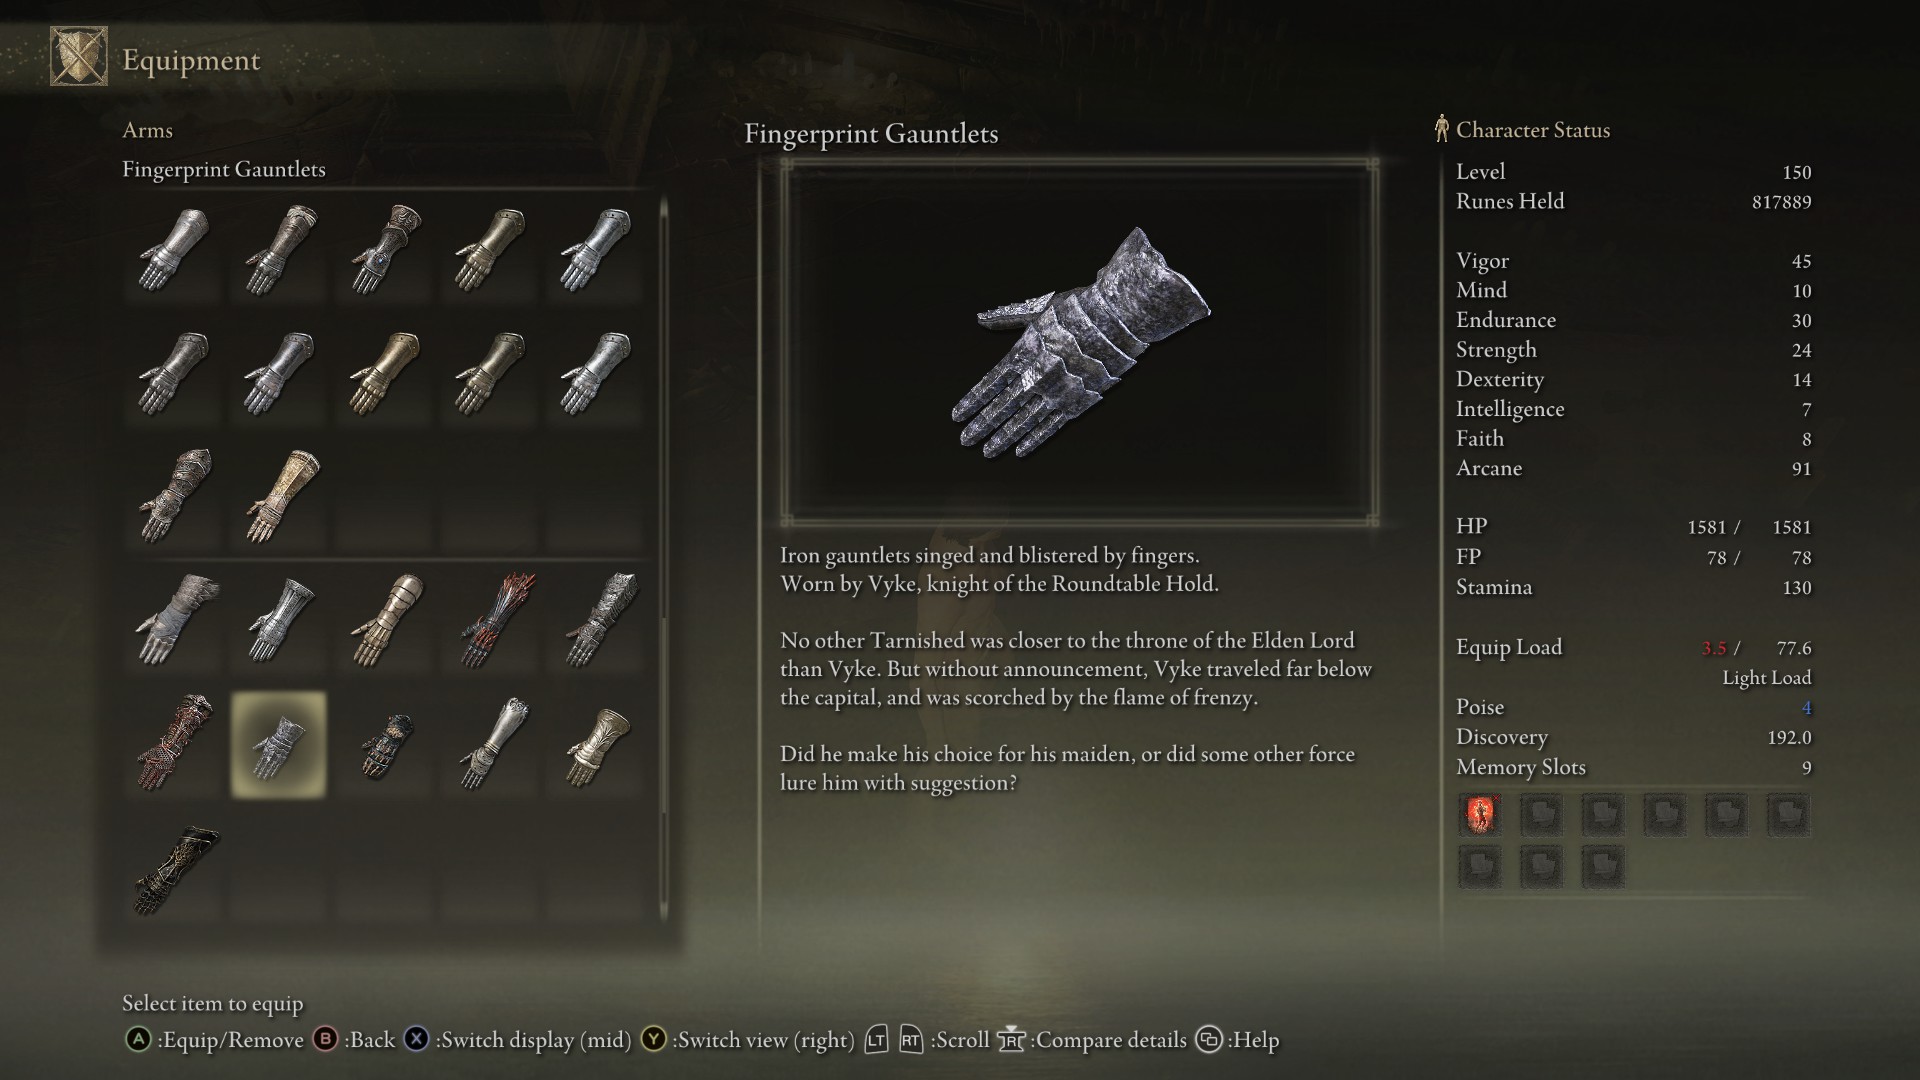 Equipment
Arms
Fingerprint Gauntlets
Fingerprint Gauntlets
Iron gauntlets singed and blistered by fingers.
Worn by Vyke, knight of the Roundtable Hold.
No other Tarnished was closer to the throne of the Elden Lord
than Vyke. But without announcement, Vyke traveled far below
the capital, and was scorched by the flame of frenzy.
Did he make his choice for his maiden, or did some other force
lure him with suggestion?
Character Status
Level 150
Runes Held 817889
Vigor 45
Mind 10
Endurance 30
Strength 24
Dexterity 14
Intelligence 7
Faith 8
Arcane 91
HP 1581 / 1581
FP 78 / 78
Stamina 130
Equip Load 3.5 / 77.6
Light Load
Poise 4
Discovery 192.0
Memory Slots 9
Select item to equip
A :Equip/Remove B :Back X :Switch display (mid) Y :Switch view (right) LT RT :Scroll R :Compare details :Help